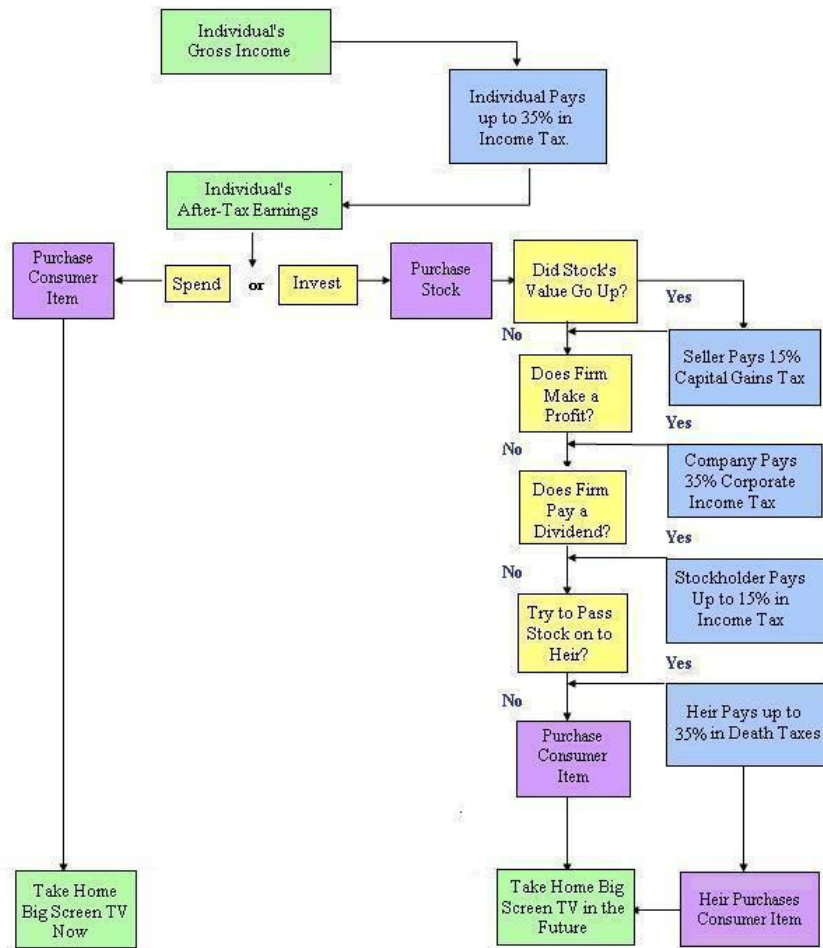 Individual's
Gross Income
Individual Pays
up to 35% in
Income Tax.
Individual's
After-Tax Earnings
Purchase
Consumer
Item
Spend
or
Invest
Purchase
Stock
Did Stock's
Value Go Up?
Yes
No
Seller Pays 15%
Capital Gains Tax
Does Firm
Make a
Profit?
Yes
No
Company Pays
35% Corporate
Income Tax
Does Firm
Pay a
Dividend?
Yes
No
Stockholder Pays
Up to 15% in
Income Tax
Try to Pass
Stock on to
Heir?
Yes
No
Heir Pays up to
35% in Death Taxes
Purchase
Consumer
Item
Take Home
Big Screen TV
Now
Take Home Big
Screen TV in the
Future
Heir Purchases
Consumer Item